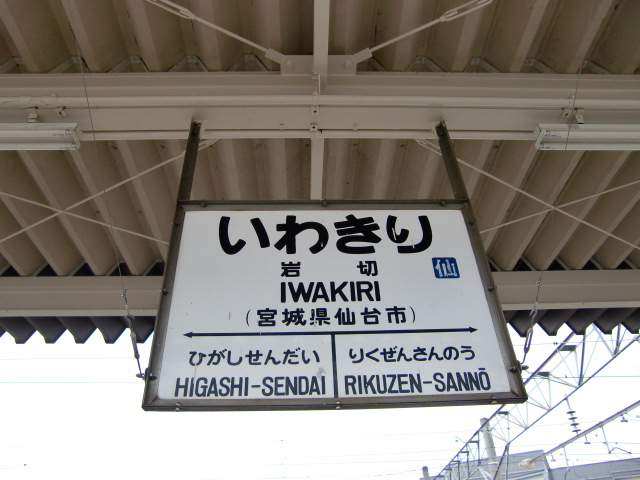 いわきり
岩切
仙
IWAKIRI
(宮城県仙台市)
ひがしせんだい りくぜんさんのう
HIGASHI-SENDAI RIKUZEN-SANNŌ